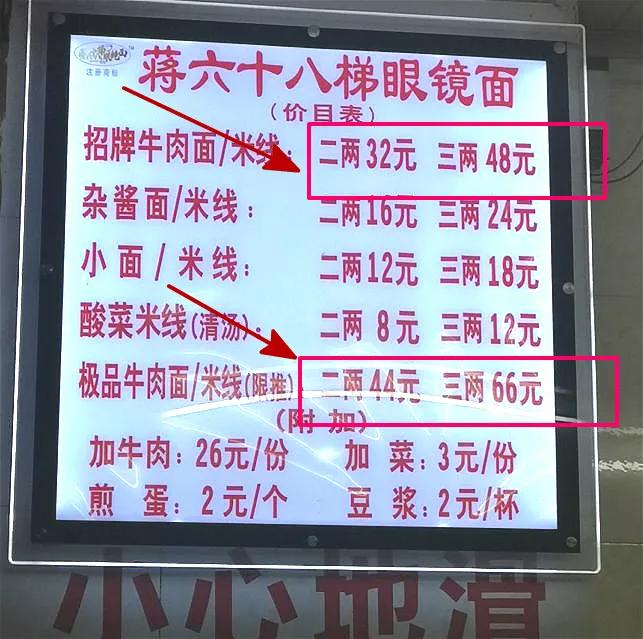 注册商标
蒋六十八梯眼镜面
(价目表)
招牌牛肉面/米线: 二两32元 三两48元
杂酱面/米线: 二两16元 三两24元
小面/米线: 二两12元 三两18元
酸菜米线(清汤): 二两8元 三两12元
极品牛肉面/米线(限推) 二两44元 三两66元
(附加)
加牛肉:26元/份 加菜:3元/份
煎蛋:2元/个 豆浆:2元/杯
小心地滑